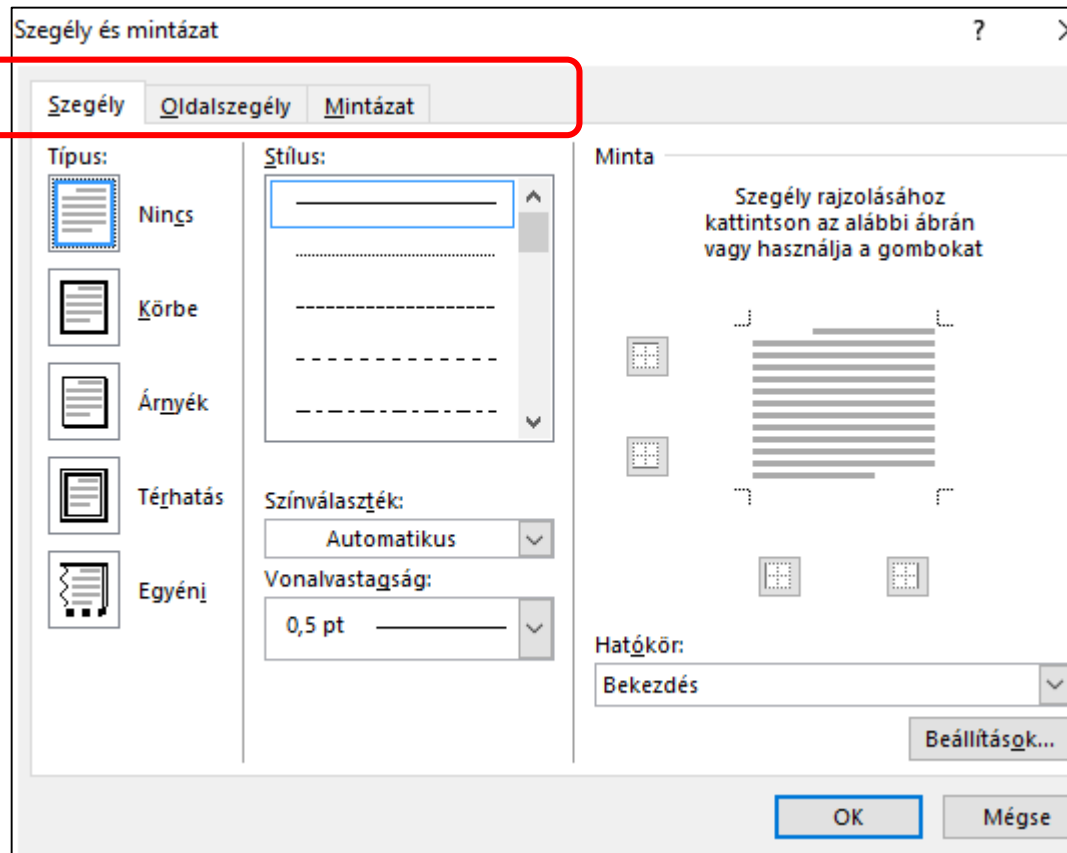 Szegély és mintázat
?
Szegély Oldalszegély Mintázat
Típus:
Nincs
Körbe
Árnyék
Térhatás
Egyéni
Stílus:
Színválaszték:
Automatikus
Vonalvastagság:
0,5 pt
Minta
Szegély rajzolásához
kattintson az alábbi ábrán
vagy használja a gombokat
Hatókör:
Bekezdés
Beállítások...
OK Mégse